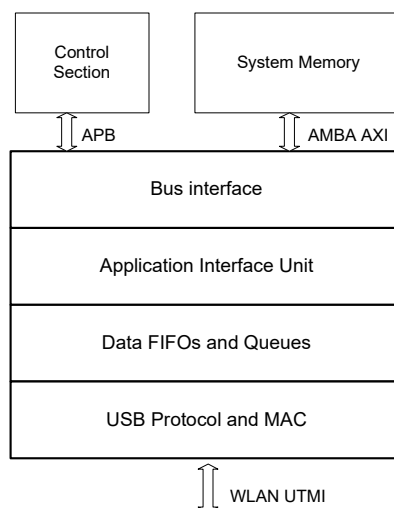 Control
Section
System Memory
APB
AMBA AXI
Bus interface
Application Interface Unit
Data FIFOs and Queues
USB Protocol and MAC
WLAN UTMI